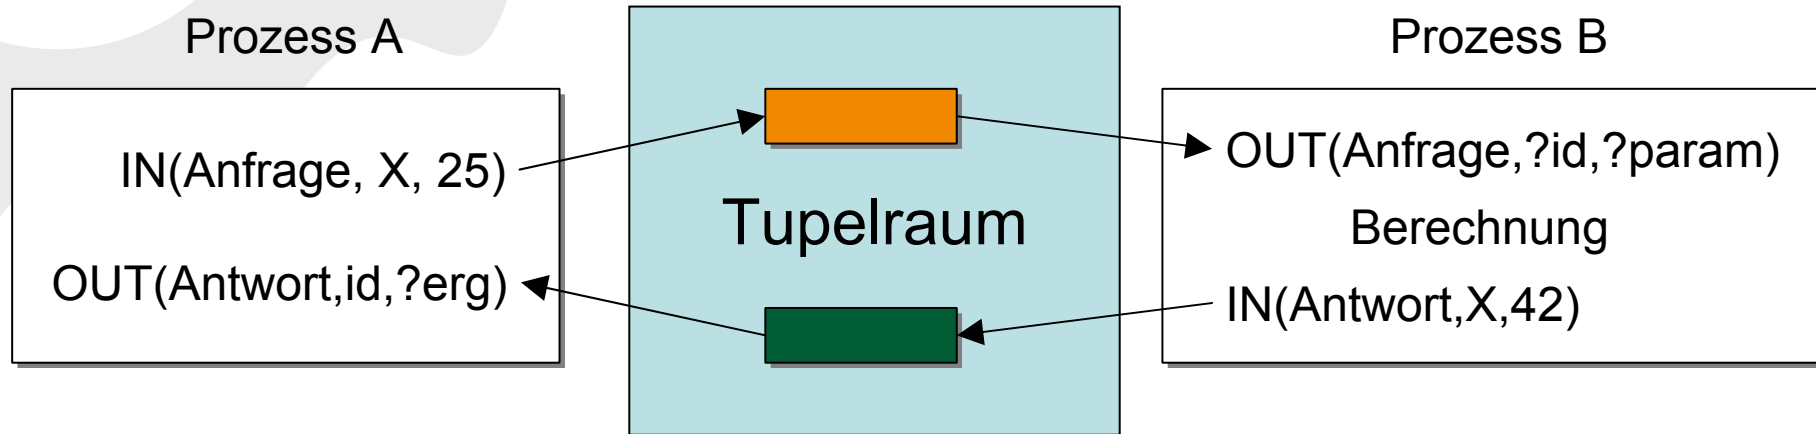 Prozess A
IN(Anfrage, X, 25)
OUT(Antwort,id,?erg)
Tupelraum
Prozess B
OUT(Anfrage,?id,?param)
Berechnung
IN(Antwort,X,42)